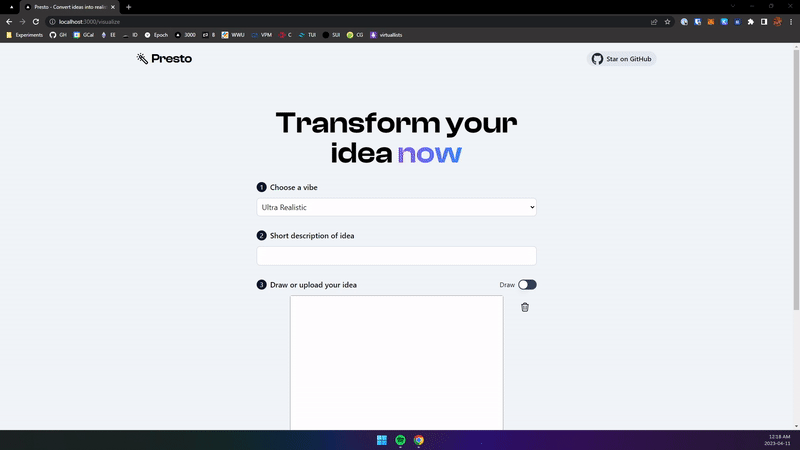 Presto - Convert ideas into reali
localhost:3000/visualize
Experiments GH GCal EE ID Epoch 3000 B WWU VPM C TUI SUI CG virtuallists
Presto
Star on GitHub
Transform your
idea now
1 Choose a vibe
Ultra Realistic
2 Short description of idea
3 Draw or upload your idea
Draw
12:18 AM
2023-04-11